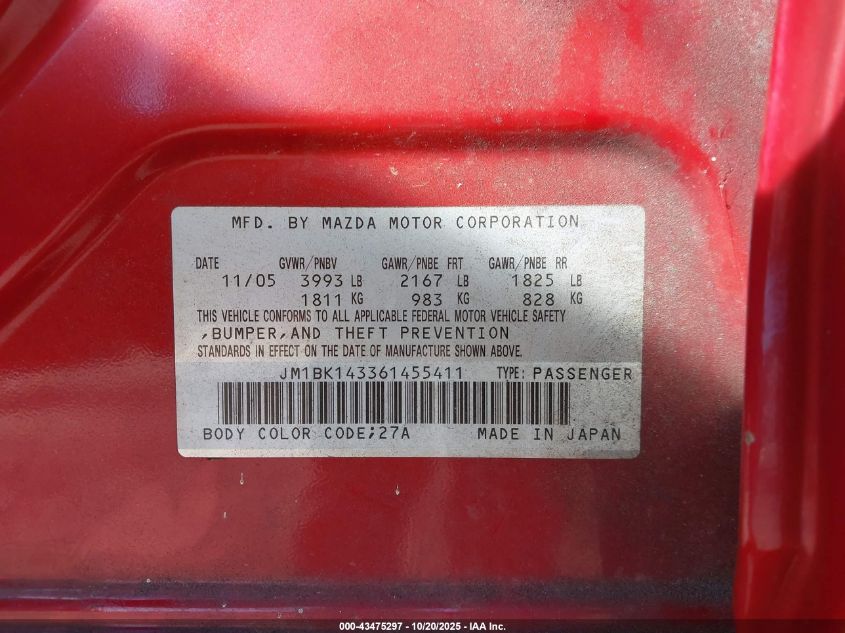 MFD. BY MAZDA MOTOR CORPORATION
DATE GVWR/PNBV GAWR/PNBE FRT GAWR/PNBE RR
11/05 3993 LB 2167 LB 1825 LB
1811 KG 983 KG 828 KG
THIS VEHICLE CONFORMS TO ALL APPLICABLE FEDERAL MOTOR VEHICLE SAFETY
,BUMPER,AND THEFT PREVENTION
STANDARDS IN EFFECT ON THE DATE OF MANUFACTURE SHOWN ABOVE.
JM1BK143361455411 TYPE: PASSENGER
BODY COLOR CODE;27A MADE IN JAPAN
000-43475297 - 10/20/2025 - IAA Inc.